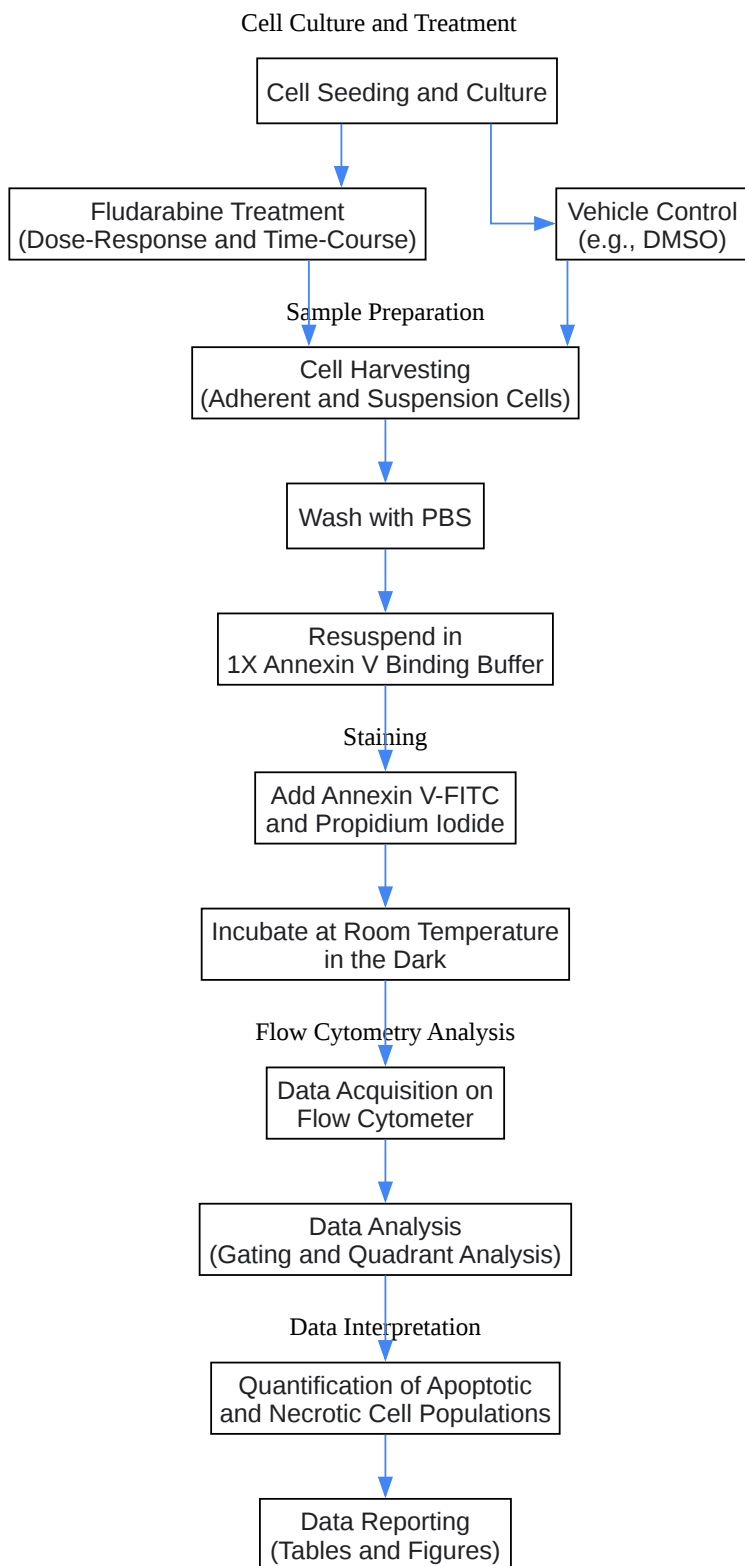 Cell Culture and Treatment
Cell Seeding and Culture
Fludarabine Treatment
(Dose-Response and Time-Course)
Vehicle Control
(e.g., DMSO)
Sample Preparation
Cell Harvesting
(Adherent and Suspension Cells)
Wash with PBS
Resuspend in
1X Annexin V Binding Buffer
Staining
Add Annexin V-FITC
and Propidium Iodide
Incubate at Room Temperature
in the Dark
Flow Cytometry Analysis
Data Acquisition on
Flow Cytometer
Data Analysis
(Gating and Quadrant Analysis)
Data Interpretation
Quantification of Apoptotic
and Necrotic Cell Populations
Data Reporting
(Tables and Figures)